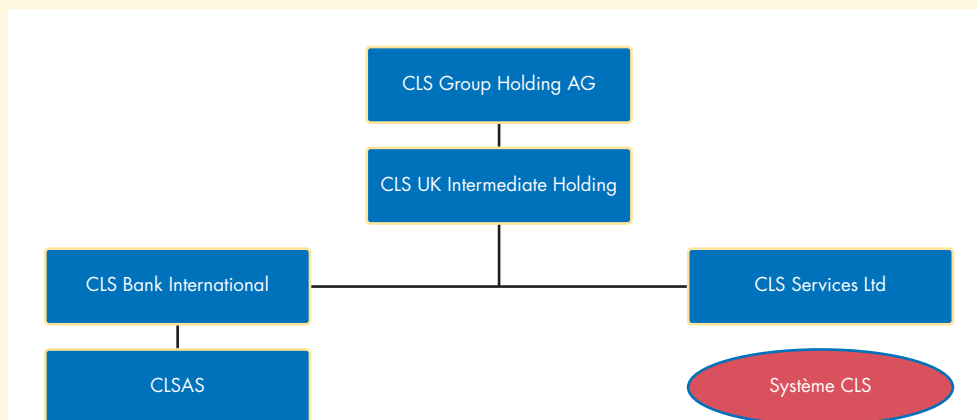 CLS Group Holding AG
CLS UK Intermediate Holding
CLS Bank International
CLS Services Ltd
CLSAS
Système CLS